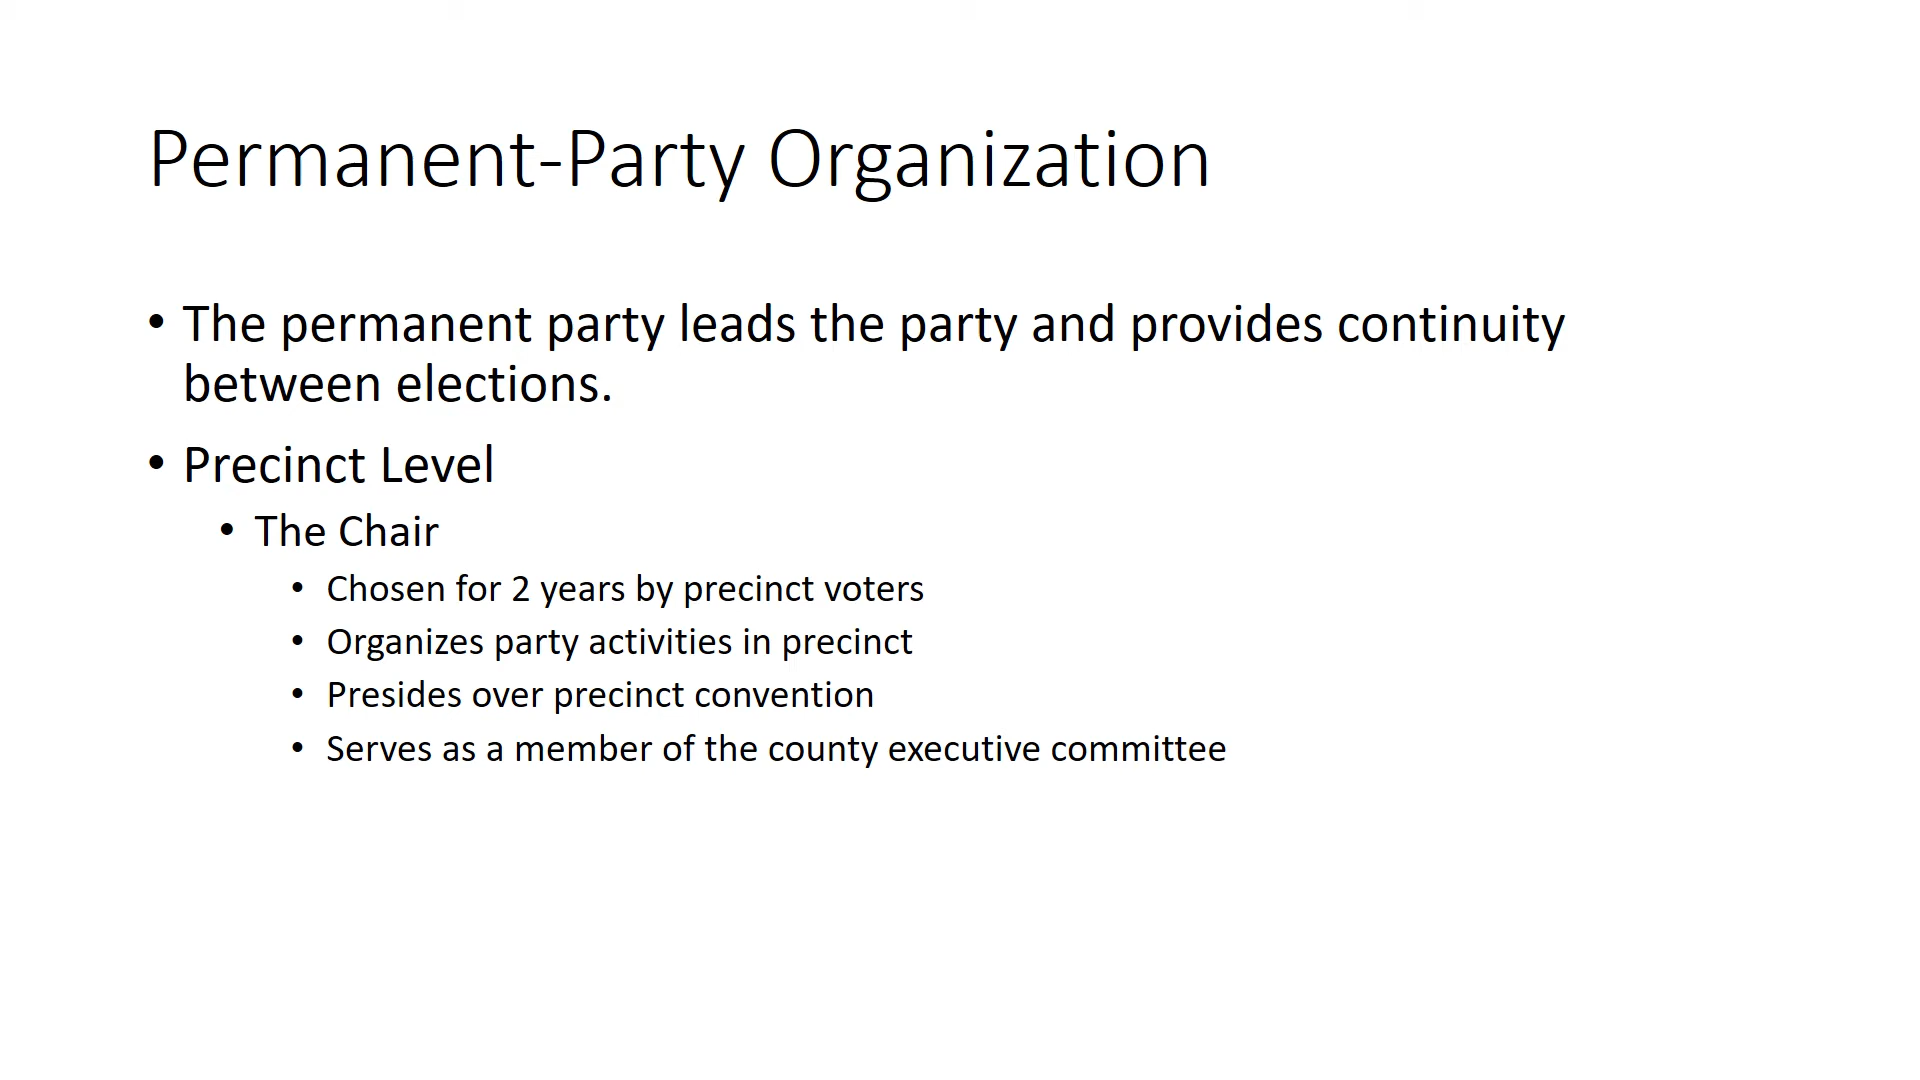 Permanent-Party Organization
• The permanent party leads the party and provides continuity
between elections.
• Precinct Level
• The Chair
• Chosen for 2 years by precinct voters
• Organizes party activities in precinct
• Presides over precinct convention
• Serves as a member of the county executive committee